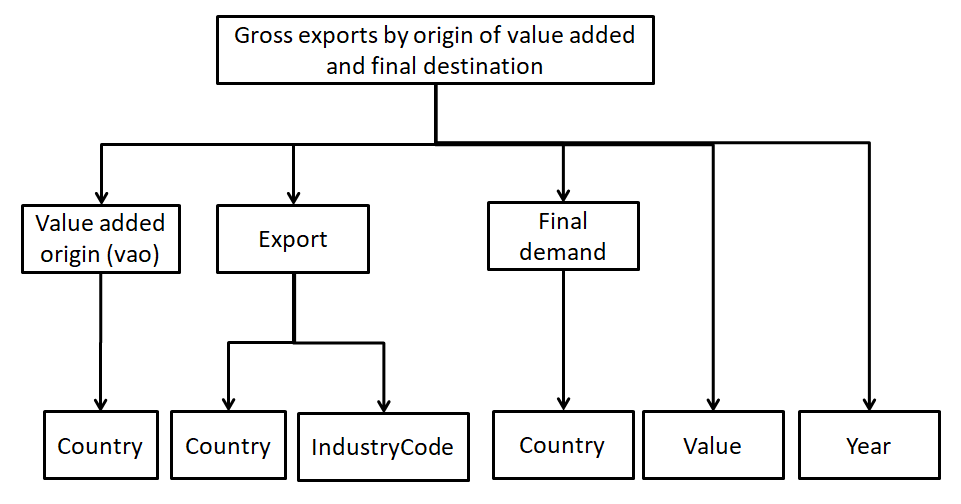 Gross exports by origin of value added
and final destination
Value added
origin (vao)
Export
Final
demand
Country
Country
IndustryCode
Country
Value
Year